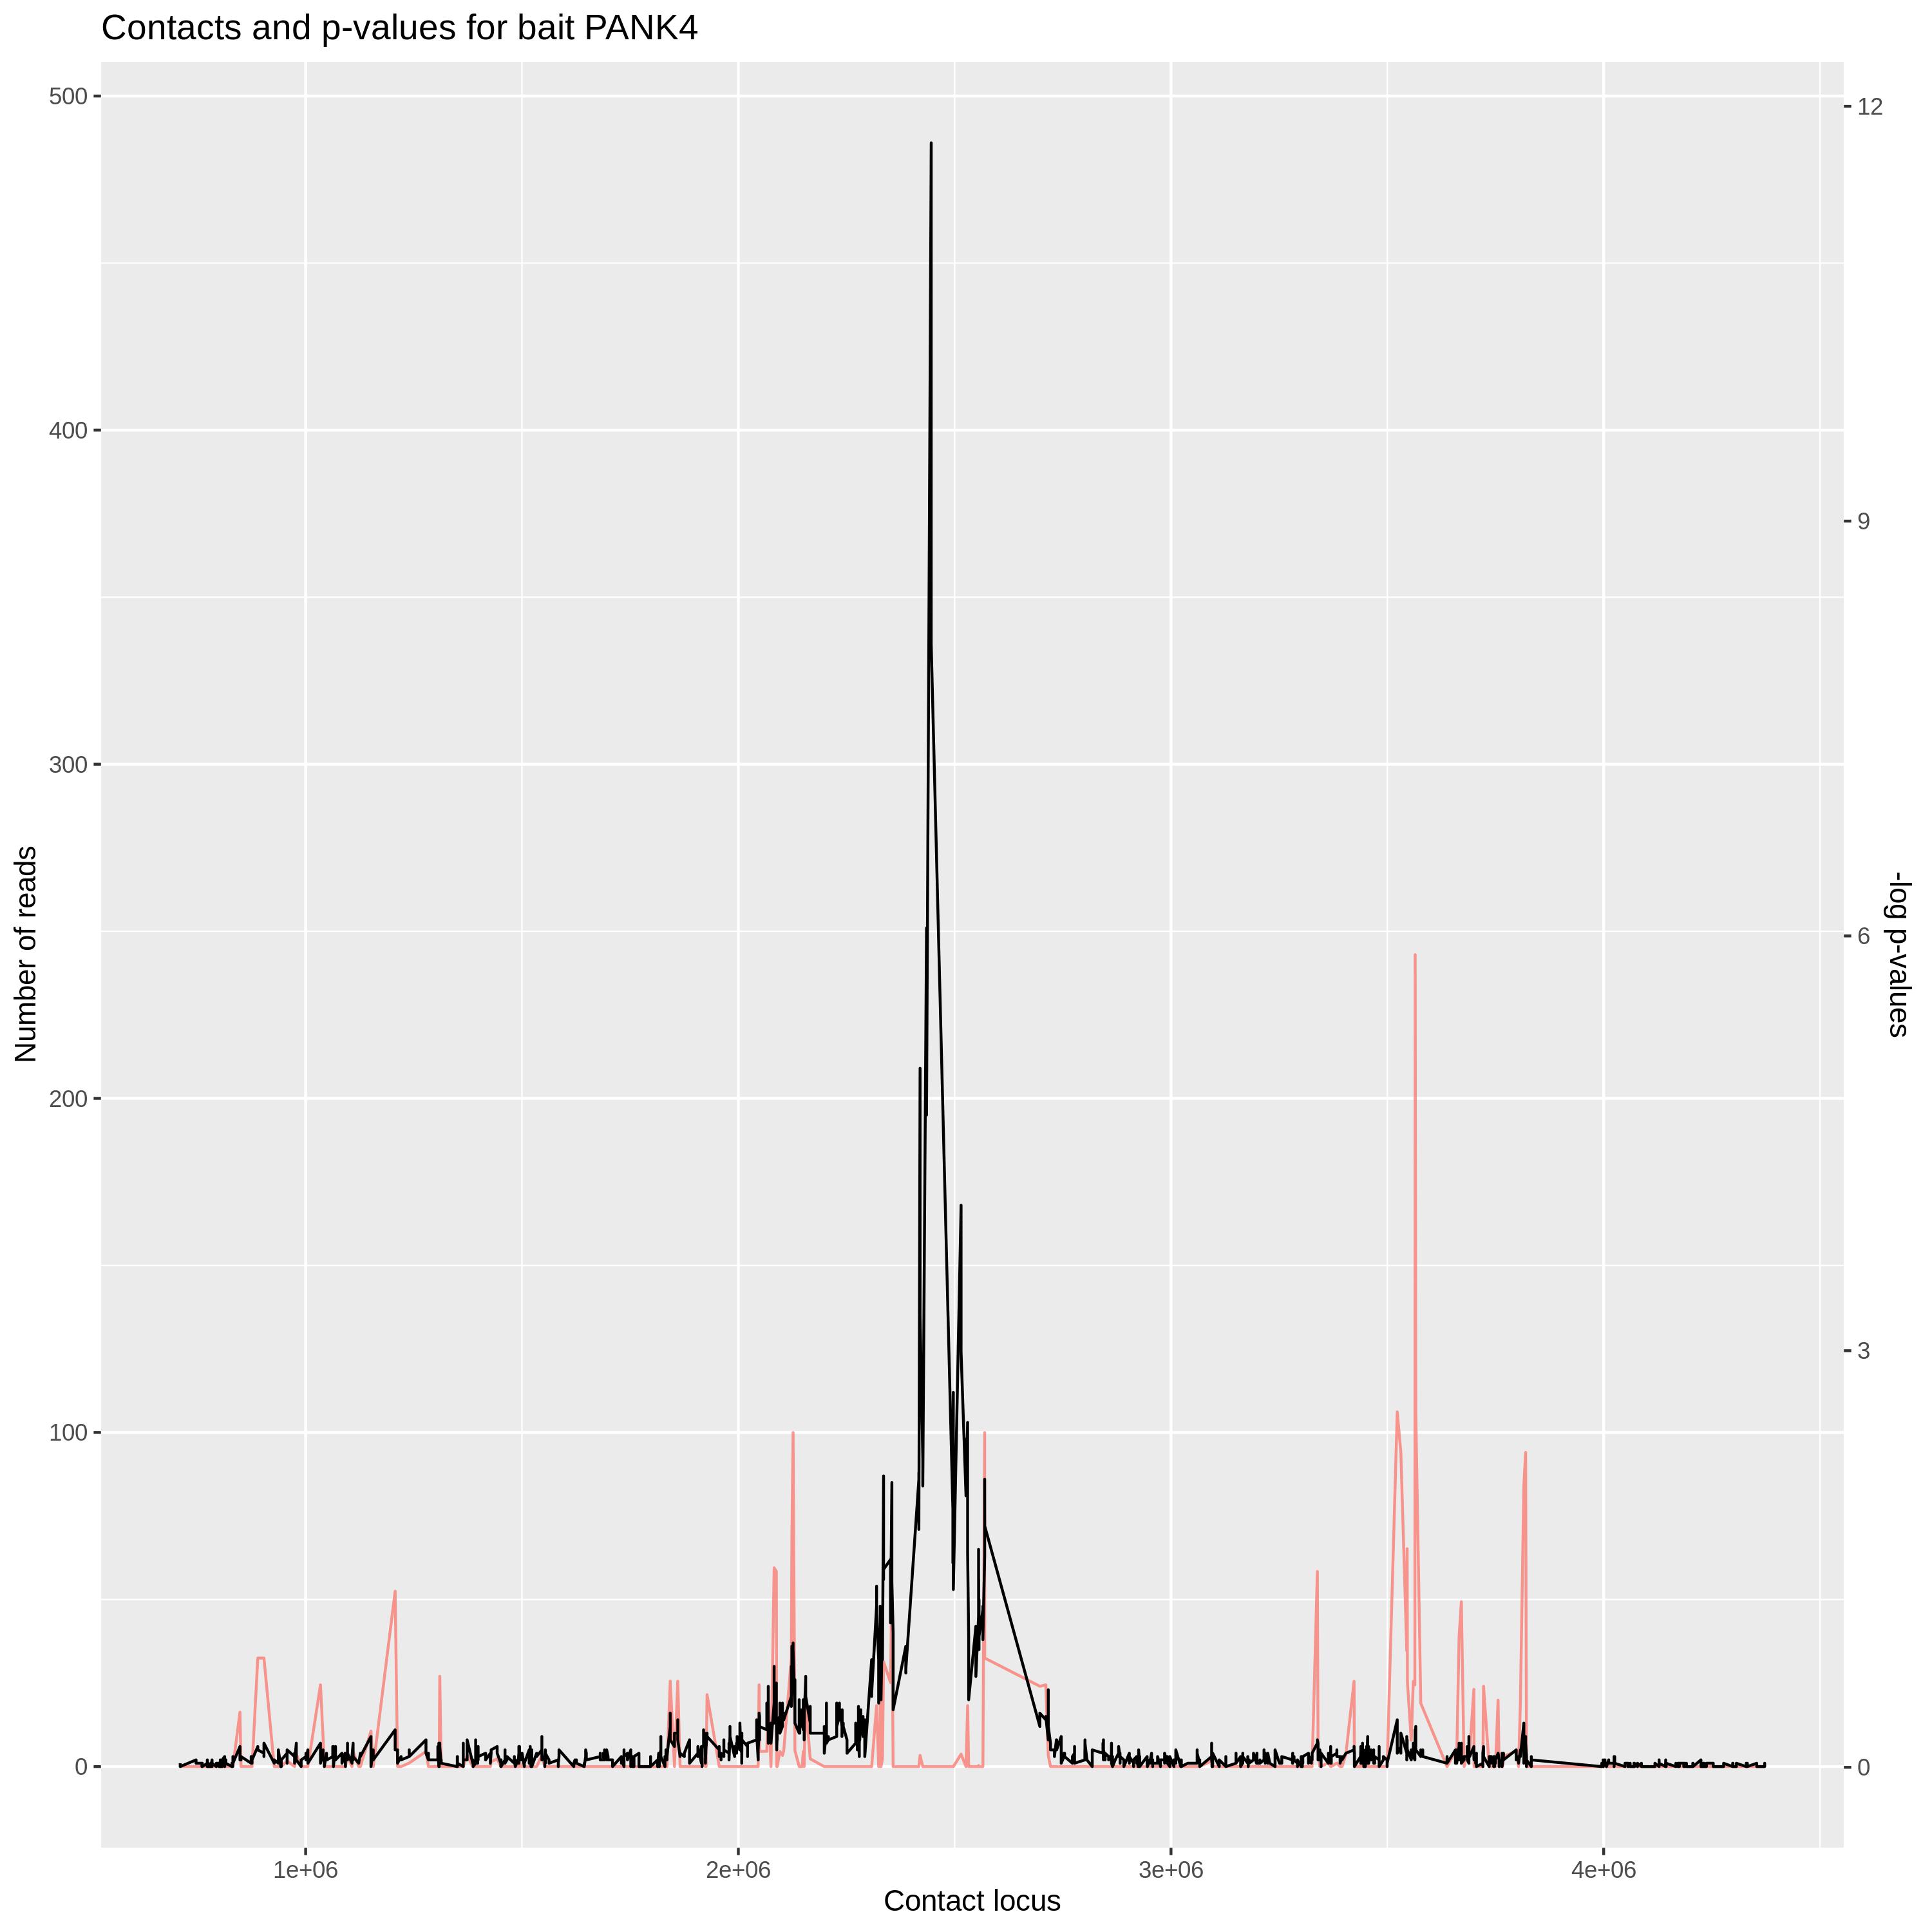 Contacts and p-values for bait PANK4
500
400
300
200
100
0
Number of reads
12
9
6
3
0
-log p-values
1e+06
2e+06
3e+06
4e+06
Contact locus